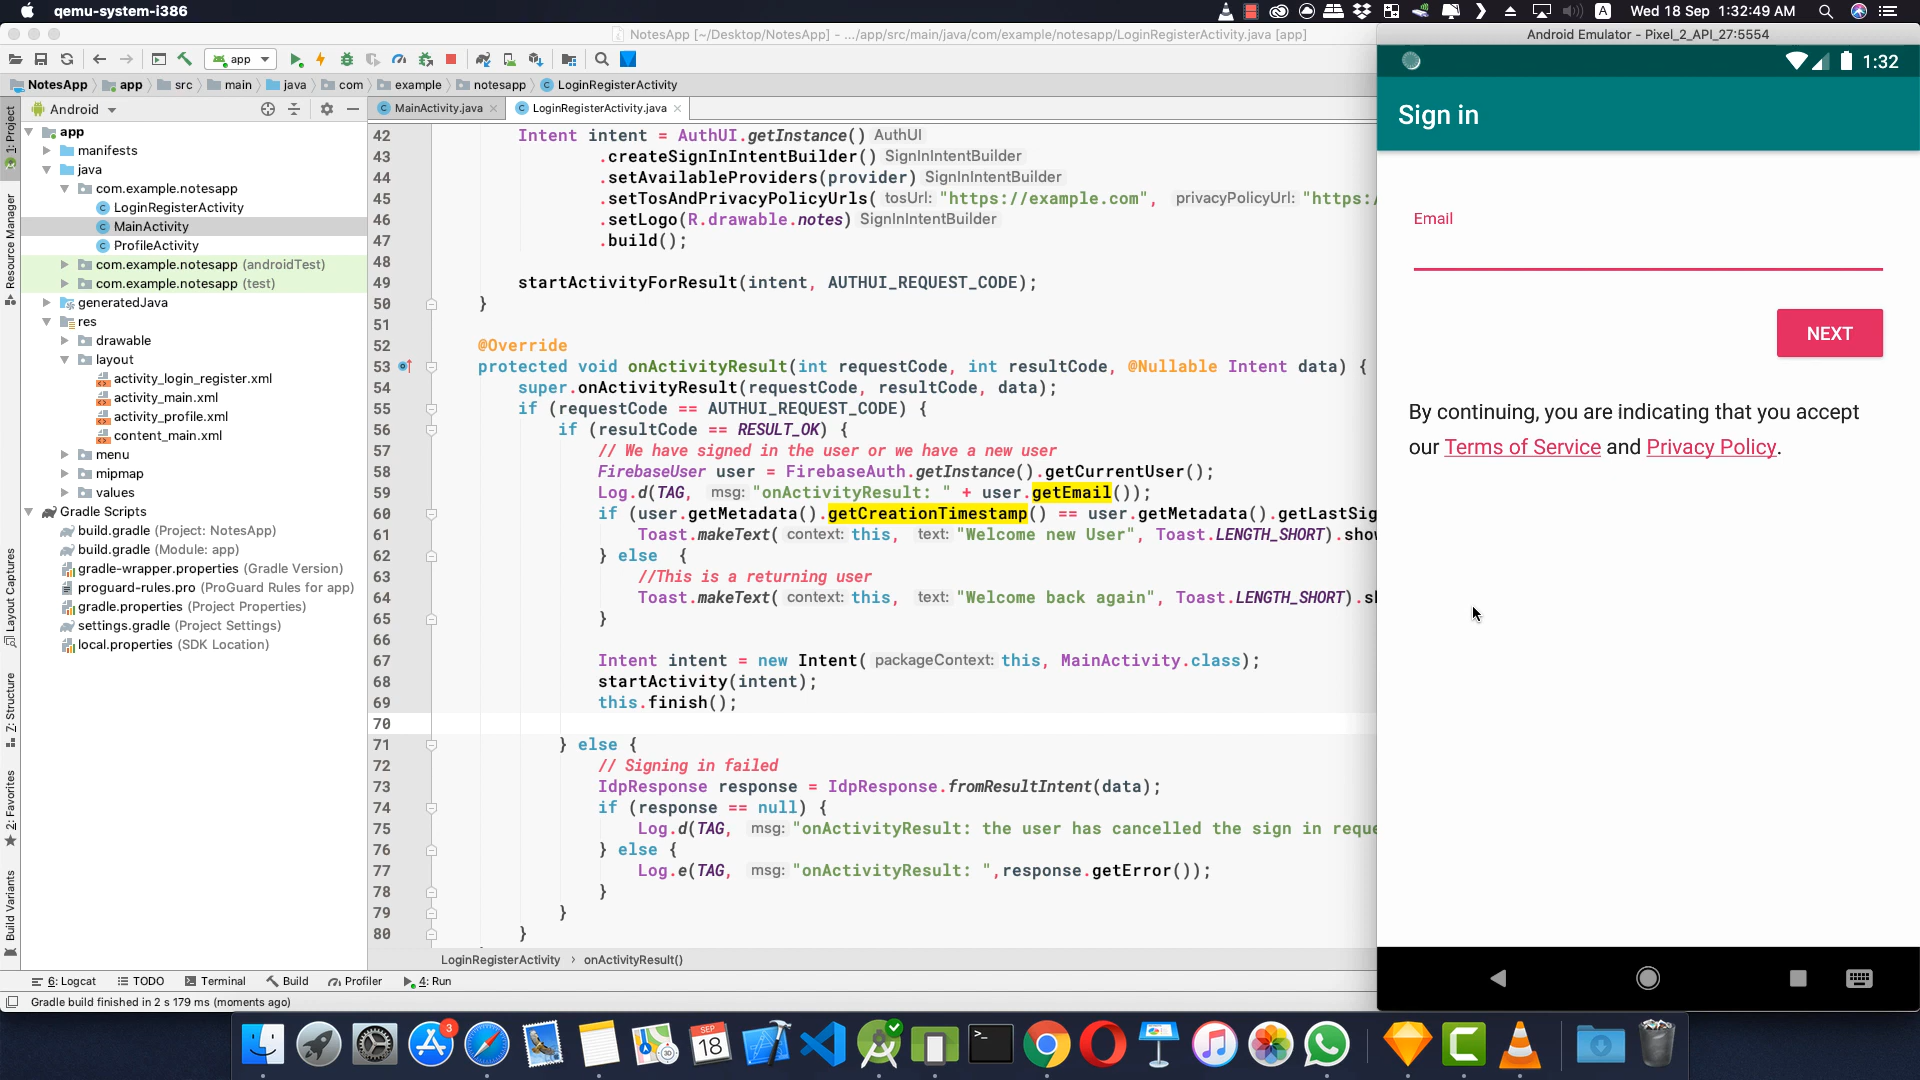 qemu-system-i386
A
Wed 18 Sep 1:32:49 AM
NotesApp [~/Desktop/NotesApp] - .../app/src/main/java/com/example/notesapp/LoginRegisterActivity.java [app]
app
NotesApp
app
src
main
java
com
example
notesapp
LoginRegisterActivity
Android
MainActivity.java
LoginRegisterActivity.java
1: Project
Resource Manager
Layout Captures
Z: Structure
2: Favorites
Build Variants
app
manifests
java
com.example.notesapp
LoginRegisterActivity
MainActivity
ProfileActivity
com.example.notesapp (androidTest)
com.example.notesapp (test)
generatedJava
res
drawable
layout
activity_login_register.xml
activity_main.xml
activity_profile.xml
content_main.xml
menu
mipmap
values
Gradle Scripts
build.gradle (Project: NotesApp)
build.gradle (Module: app)
gradle-wrapper.properties (Gradle Version)
proguard-rules.pro (ProGuard Rules for app)
gradle.properties (Project Properties)
settings.gradle (Project Settings)
local.properties (SDK Location)
42 Intent intent = AuthUI.getInstance() AuthUI
43 .createSignInIntentBuilder() SignInIntentBuilder
44 .setAvailableProviders(provider) SignInIntentBuilder
45 .setTosAndPrivacyPolicyUrls( tosUrl: "https://example.com", privacyPolicyUrl: "https:/
46 .setLogo(R.drawable.notes) SignInIntentBuilder
47 .build();
48
49 startActivityForResult(intent, AUTHUI_REQUEST_CODE);
50 }
51
52 @Override
53 protected void onActivityResult(int requestCode, int resultCode, @Nullable Intent data) {
54 super.onActivityResult(requestCode, resultCode, data);
55 if (requestCode == AUTHUI_REQUEST_CODE) {
56 if (resultCode == RESULT_OK) {
57 // We have signed in the user or we have a new user
58 FirebaseUser user = FirebaseAuth.getInstance().getCurrentUser();
59 Log.d(TAG, msg: "onActivityResult: " + user.getEmail());
60 if (user.getMetadata().getCreationTimestamp() == user.getMetadata().getLastSig
61 Toast.makeText( context: this, text: "Welcome new User", Toast.LENGTH_SHORT).sho
62 } else {
63 //This is a returning user
64 Toast.makeText( context: this, text: "Welcome back again", Toast.LENGTH_SHORT).s
65 }
66
67 Intent intent = new Intent( packageContext: this, MainActivity.class);
68 startActivity(intent);
69 this.finish();
70
71 } else {
72 // Signing in failed
73 IdpResponse response = IdpResponse.fromResultIntent(data);
74 if (response == null) {
75 Log.d(TAG, msg: "onActivityResult: the user has cancelled the sign in reque
76 } else {
77 Log.e(TAG, msg: "onActivityResult: ",response.getError());
78 }
79 }
80 }
LoginRegisterActivity › onActivityResult()
6: Logcat
TODO
Terminal
Build
Profiler
4: Run
Gradle build finished in 2 s 179 ms (moments ago)
Android Emulator - Pixel_2_API_27:5554
1:32
Sign in
Email
NEXT
By continuing, you are indicating that you accept
our Terms of Service and Privacy Policy.
3
SEP
18